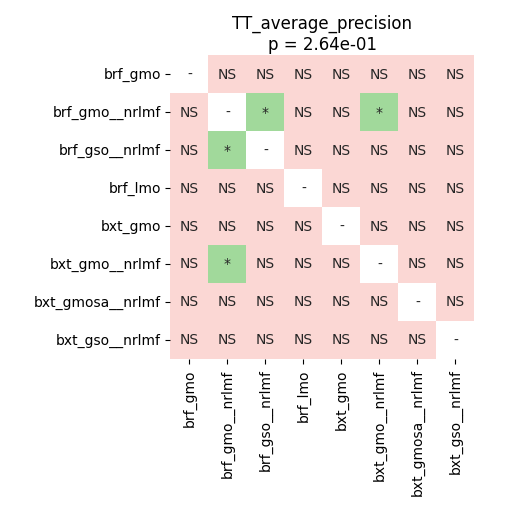 TT_average_precision
p = 2.64e-01
brf_gmo - NS NS NS NS NS NS NS
brf_gmo__nrlmf NS - * NS NS * NS NS
brf_gso__nrlmf NS * - NS NS NS NS NS
brf_lmo NS NS NS - NS NS NS NS
bxt_gmo NS NS NS NS - NS NS NS
bxt_gmo__nrlmf NS * NS NS NS - NS NS
bxt_gmosa__nrlmf NS NS NS NS NS NS - NS
bxt_gso__nrlmf NS NS NS NS NS NS NS -
brf_gmo
brf_gmo__nrlmf
brf_gso__nrlmf
brf_lmo
bxt_gmo
bxt_gmo__nrlmf
bxt_gmosa__nrlmf
bxt_gso__nrlmf